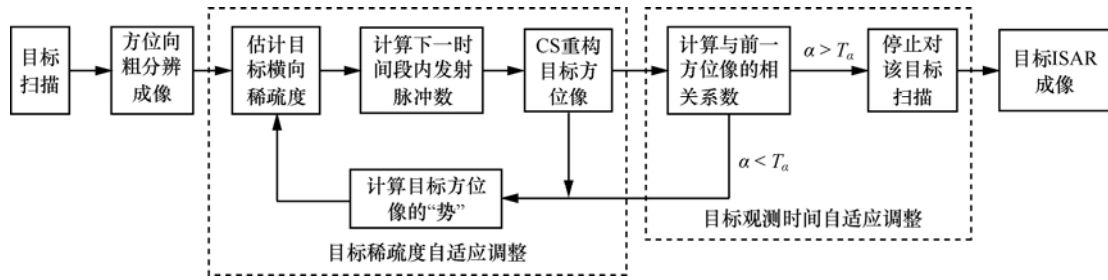 目标
扫描
方位向
粗分辨
成像
估计目
标横向
稀疏度
计算下一时
间段内发射
脉冲数
CS重构
目标方
位像
计算与前一
方位像的相
关系数
α > Tα
停止对
该目标
扫描
目标ISAR
成像
α < Tα
计算目标方位
像的“势”
目标观测时间自适应调整
目标稀疏度自适应调整